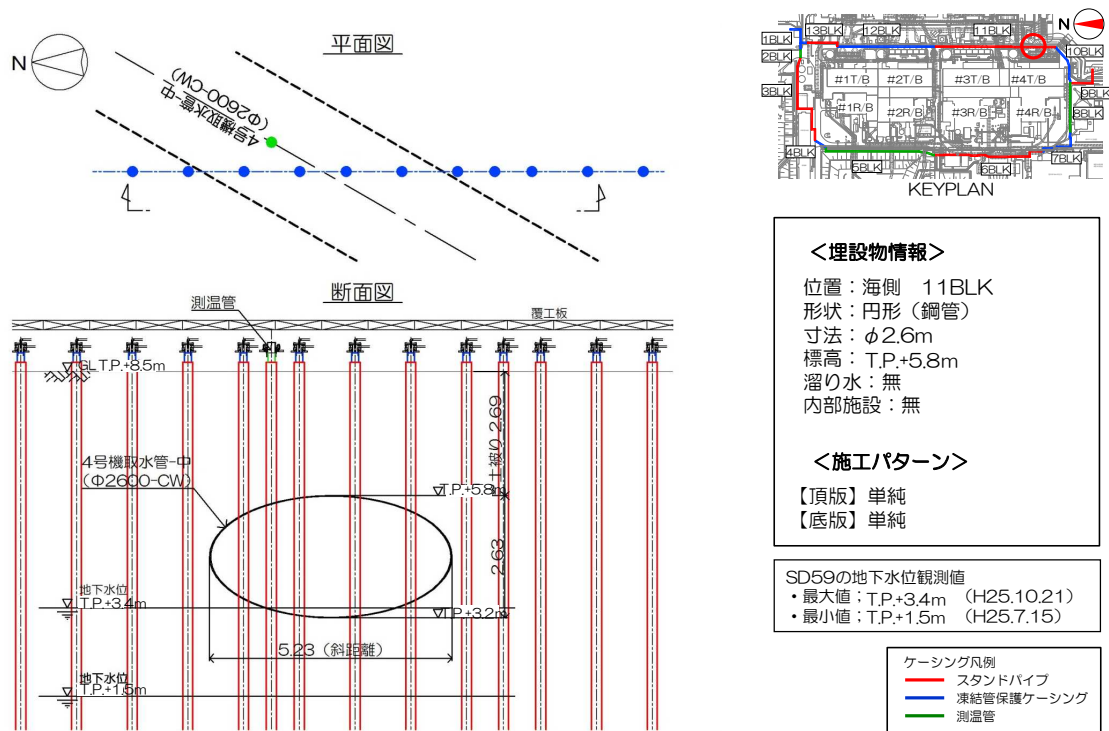 平面図
N
4号機取水管-中
(Φ2600-CW)
断面図
測温管
覆工板
GL T.P.+8.5m
土被り 2.69
4号機取水管-中
(Φ2600-CW)
T.P.+5.8m
2.63
地下水位
T.P.+3.4m
T.P.+3.2m
5.23（斜距離）
地下水位
T.P.+1.5m
N
1BLK
13BLK
12BLK
11BLK
10BLK
2BLK
3BLK
9BLK
8BLK
#1T/B
#2T/B
#3T/B
#4T/B
#1R/B
#2R/B
#3R/B
#4R/B
4BLK
5BLK
6BLK
7BLK
KEYPLAN
＜埋設物情報＞
位置：海側 11BLK
形状：円形（鋼管）
寸法：φ2.6m
標高：T.P.+5.8m
溜り水：無
内部施設：無
＜施工パターン＞
【頂版】単純
【底版】単純
SD59の地下水位観測値
・最大値；T.P.+3.4m （H25.10.21）
・最小値；T.P.+1.5m （H25.7.15）
ケーシング凡例
スタンドパイプ
凍結管保護ケーシング
測温管